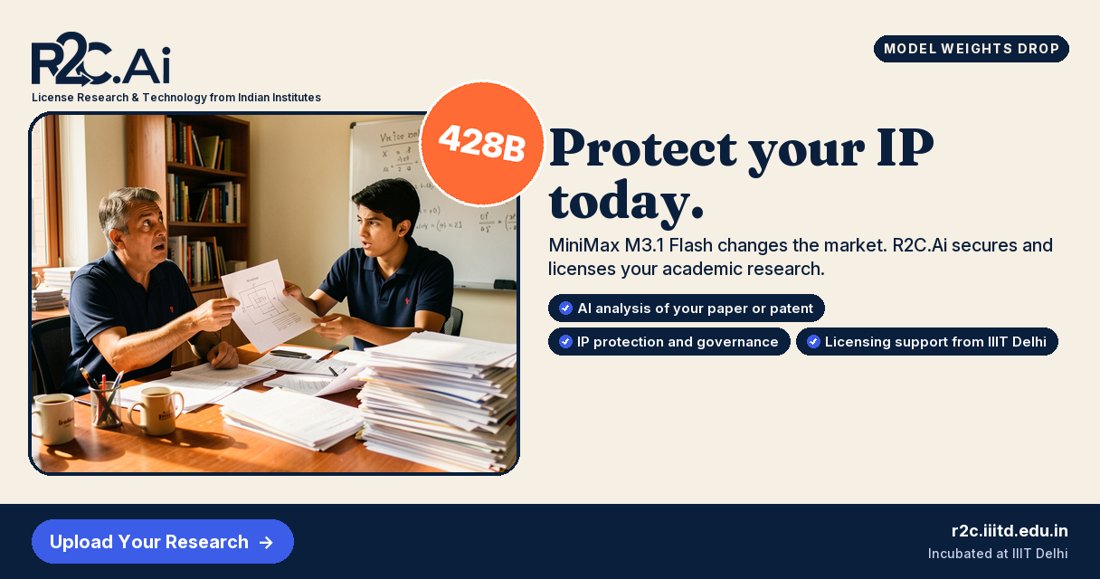 R2C.Ai
License Research & Technology from Indian Institutes
MODEL WEIGHTS DROP
428B
Protect your IP
today.
MiniMax M3.1 Flash changes the market. R2C.Ai secures and
licenses your academic research.
AI analysis of your paper or patent
IP protection and governance
Licensing support from IIIT Delhi
Upload Your Research →
r2c.iiitd.edu.in
Incubated at IIIT Delhi